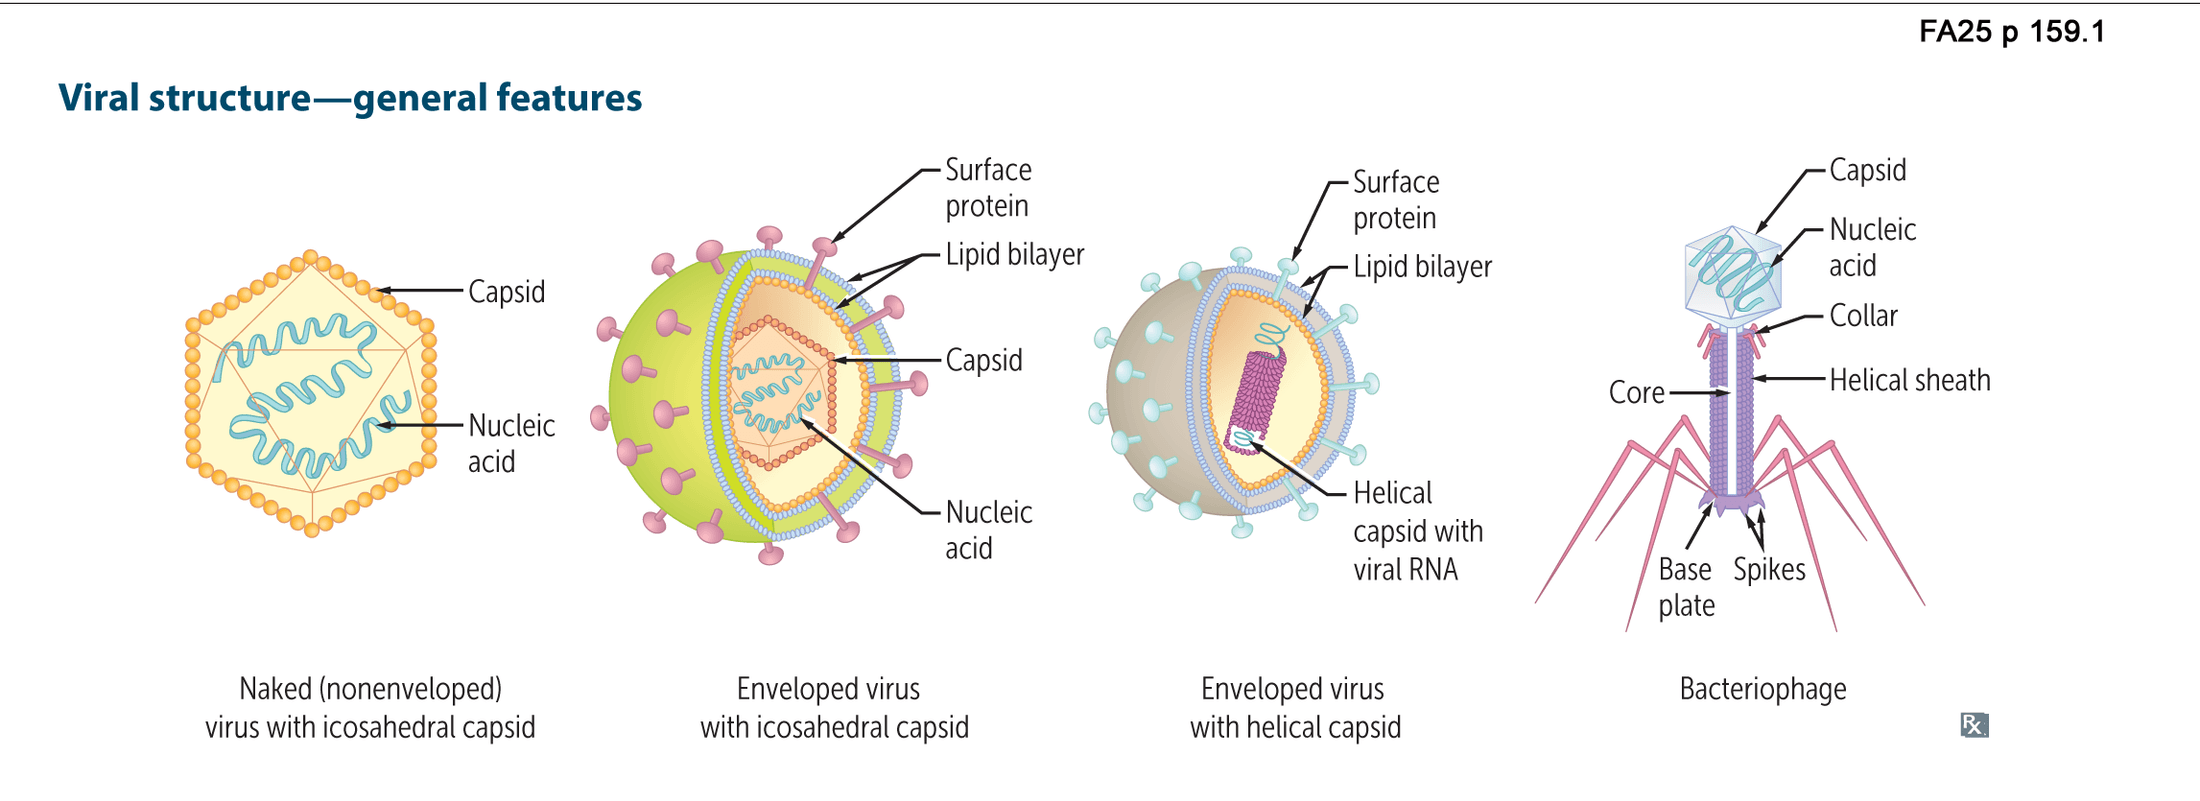 FA25 p 159.1
Viral structure—general features
Capsid
Nucleic
acid
Naked (nonenveloped)
virus with icosahedral capsid
Surface
protein
Lipid bilayer
Capsid
Nucleic
acid
Enveloped virus
with icosahedral capsid
Surface
protein
Lipid bilayer
Helical
capsid with
viral RNA
Enveloped virus
with helical capsid
Capsid
Nucleic
acid
Collar
Helical sheath
Core
Base
plate
Spikes
Bacteriophage
Rx